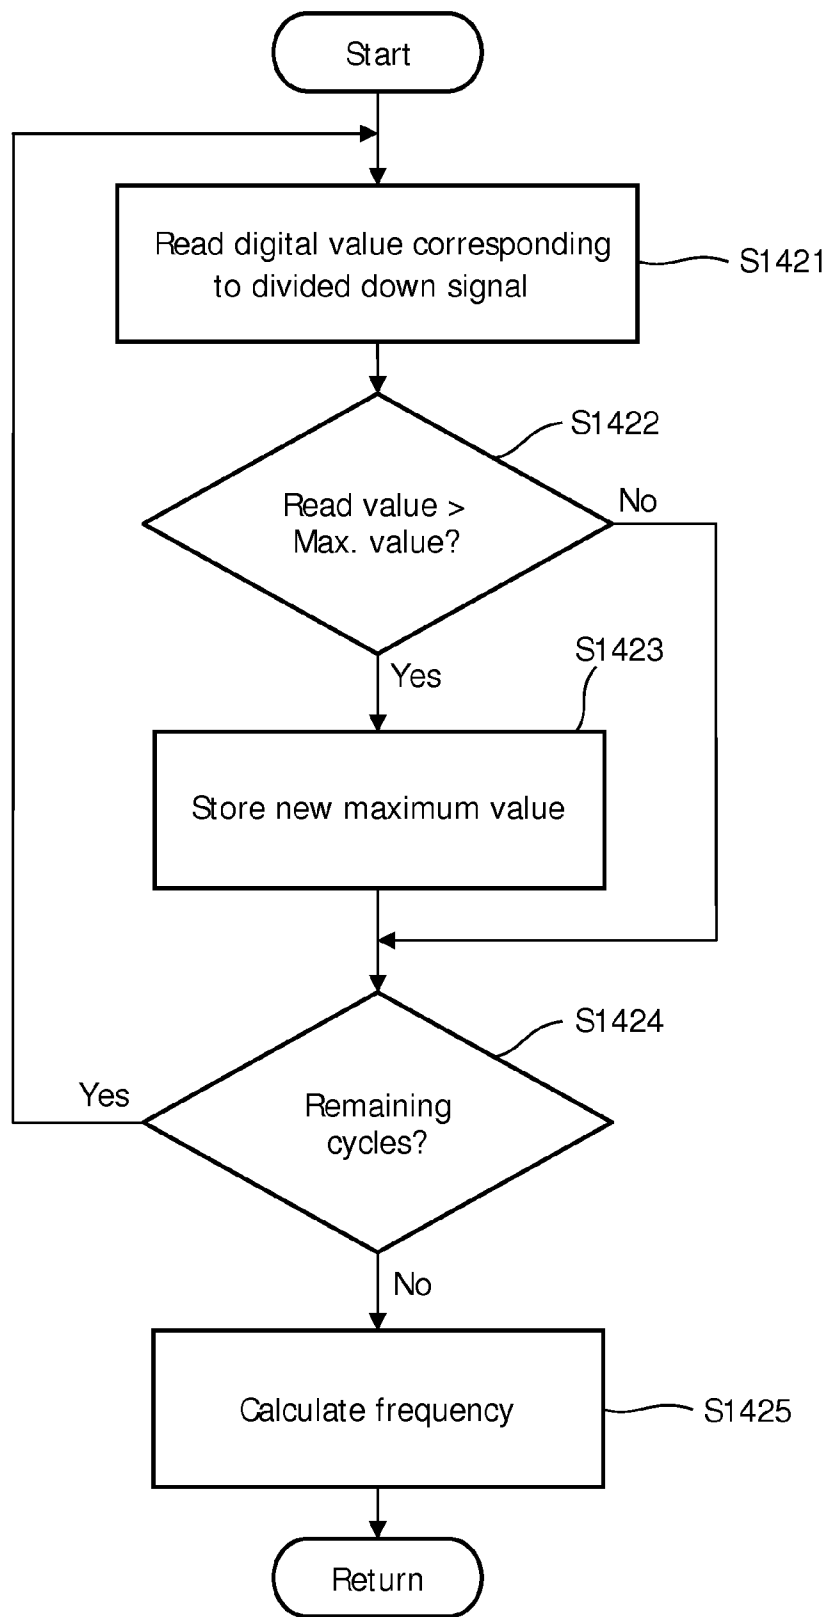 Start
Read digital value corresponding
to divided down signal
S1421
S1422
Read value >
Max. value?
No
Yes
S1423
Store new maximum value
S1424
Remaining
cycles?
Yes
No
Calculate frequency
S1425
Return